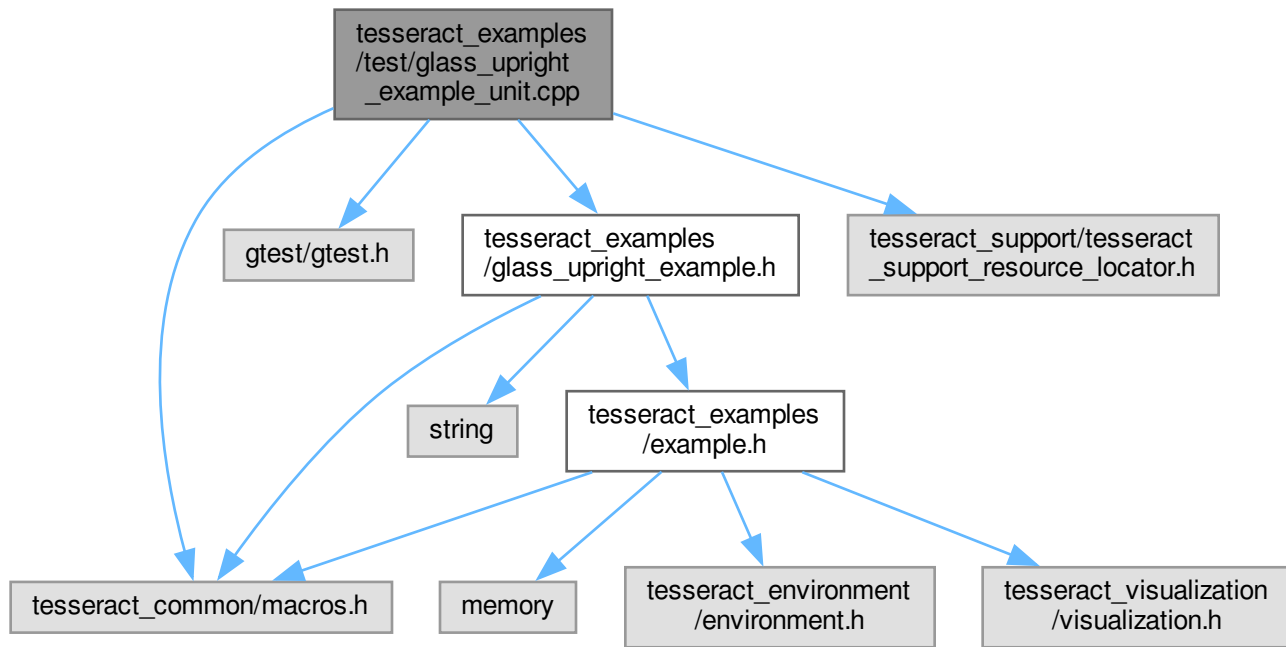 tesseract_examples
/test/glass_upright
_example_unit.cpp
gtest/gtest.h
tesseract_examples
/glass_upright_example.h
tesseract_support/tesseract
_support_resource_locator.h
string
tesseract_examples
/example.h
tesseract_common/macros.h
memory
tesseract_environment
/environment.h
tesseract_visualization
/visualization.h